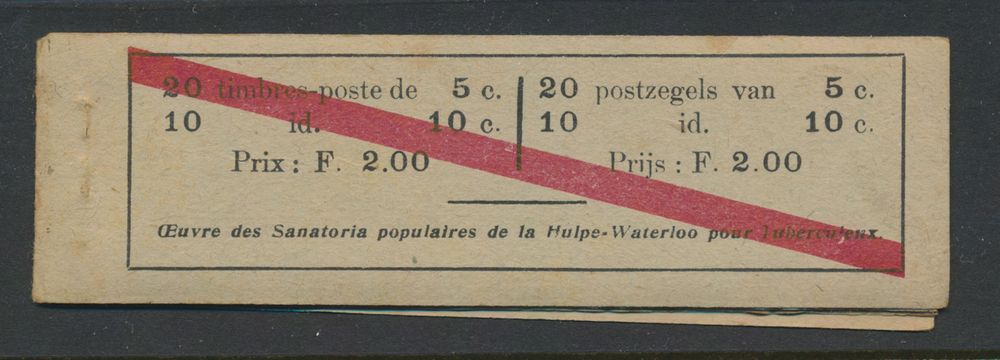 20 timbres-poste de 5 c.
10 id. 10 c.
Prix : F. 2.00
20 postzegels van 5 c.
10 id. 10 c.
Prijs : F. 2.00
Œuvre des Sanatoria populaires de la Hulpe-Waterloo pour Tuberculeux.